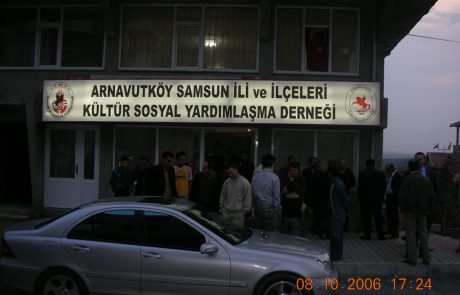 ARNAVUTKÖY SAMSUN İLİ ve İLÇELERİ
KÜLTÜR SOSYAL YARDIMLAŞMA DERNEĞİ
08.10.2006 17:24